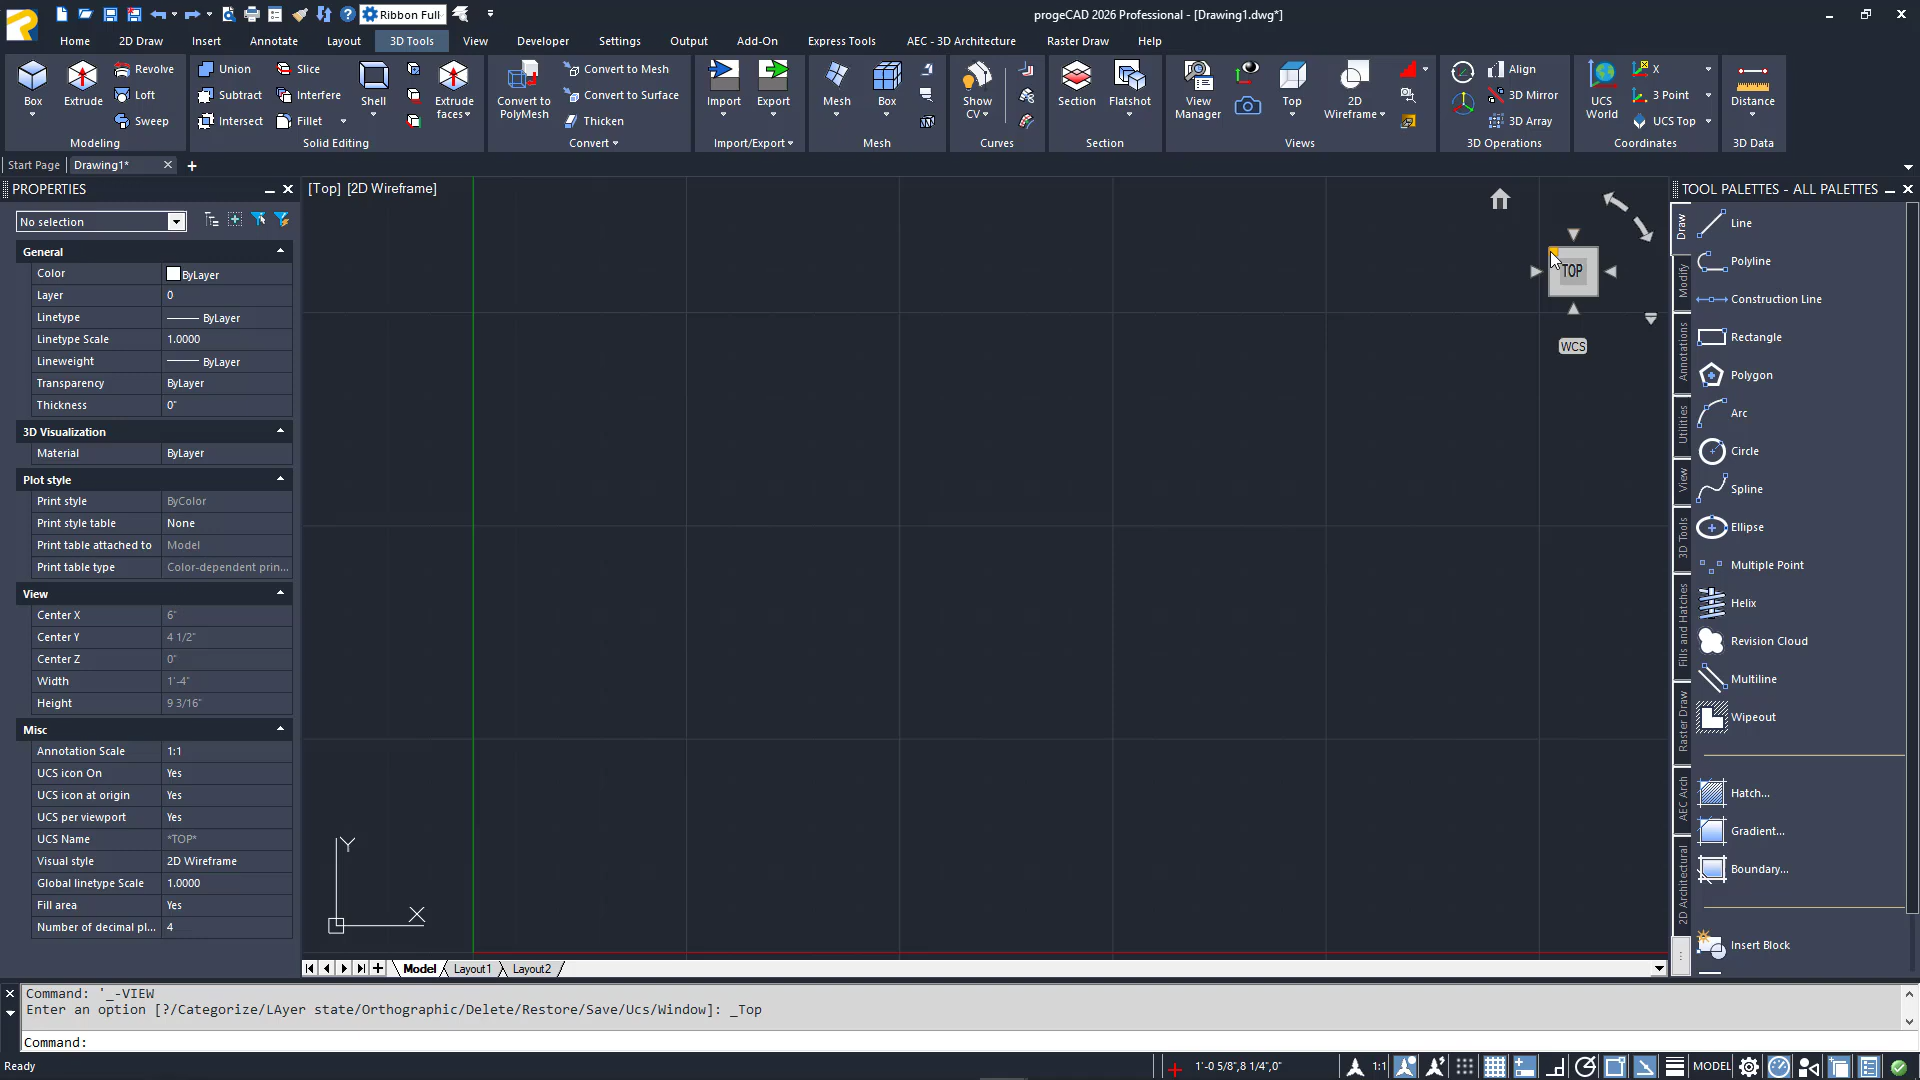 Ribbon Full
progeCAD 2026 Professional - [Drawing1.dwg*]
Home
2D Draw
Insert
Annotate
Layout
3D Tools
View
Developer
Settings
Output
Add-On
Express Tools
AEC - 3D Architecture
Raster Draw
Help
Box
Extrude
Revolve
Loft
Sweep
Modeling
Union
Subtract
Intersect
Slice
Interfere
Fillet
Shell
Extrude faces
Solid Editing
Convert to PolyMesh
Convert to Mesh
Convert to Surface
Thicken
Convert
Import
Export
Import/Export
Mesh
Box
Mesh
Show CV
Curves
Section
Flatshot
Section
View Manager
Top
2D Wireframe
Views
Align
3D Mirror
3D Array
3D Operations
UCS World
X
3 Point
UCS Top
Coordinates
Distance
3D Data
Start Page
Drawing1*
PROPERTIES
No selection
General
Color ByLayer
Layer 0
Linetype ByLayer
Linetype Scale 1.0000
Lineweight ByLayer
Transparency ByLayer
Thickness 0"
3D Visualization
Material ByLayer
Plot style
Print style ByColor
Print style table None
Print table attached to Model
Print table type Color-dependent prin...
View
Center X 6"
Center Y 4 1/2"
Center Z 0"
Width 1'-4"
Height 9 3/16"
Misc
Annotation Scale 1:1
UCS icon On Yes
UCS icon at origin Yes
UCS per viewport Yes
UCS Name *TOP*
Visual style 2D Wireframe
Global linetype Scale 1.0000
Fill area Yes
Number of decimal pl... 4
[Top] [2D Wireframe]
TOP
WCS
Y
X
Model
Layout1
Layout2
TOOL PALETTES - ALL PALETTES
Draw
Modify
Annotations
Utilities
View
3D Tools
Fills and Hatches
Raster Draw
AEC Arch
2D Architectural
Line
Polyline
Construction Line
Rectangle
Polygon
Arc
Circle
Spline
Ellipse
Multiple Point
Helix
Revision Cloud
Multiline
Wipeout
Hatch...
Gradient...
Boundary...
Insert Block
Command: '_-VIEW
Enter an option [?/Categorize/LAyer state/Orthographic/Delete/Restore/Save/Ucs/Window]: _Top
Command:
Ready
1'-0 5/8",8 1/4",0"
1:1
MODEL